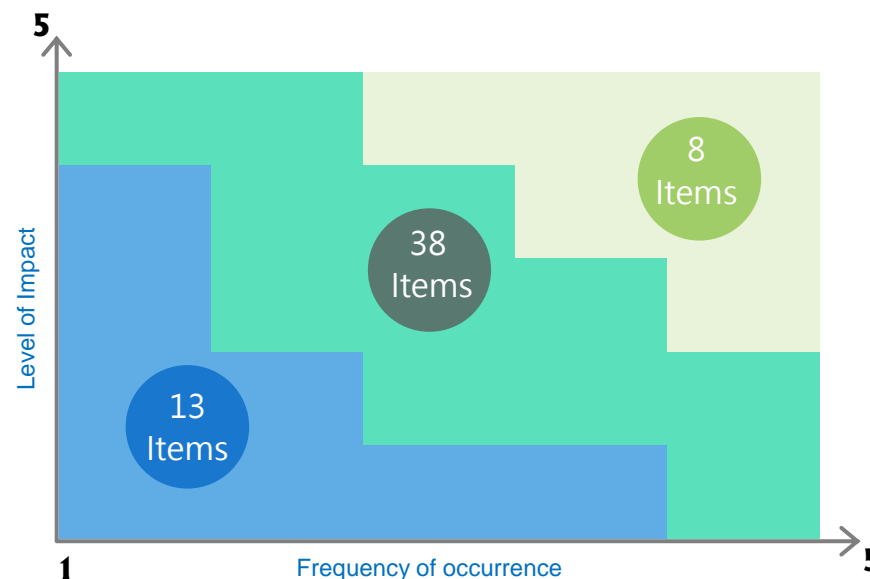 5
8
Items
38
Items
Level of Impact
13
Items
1
Frequency of occurrence
5